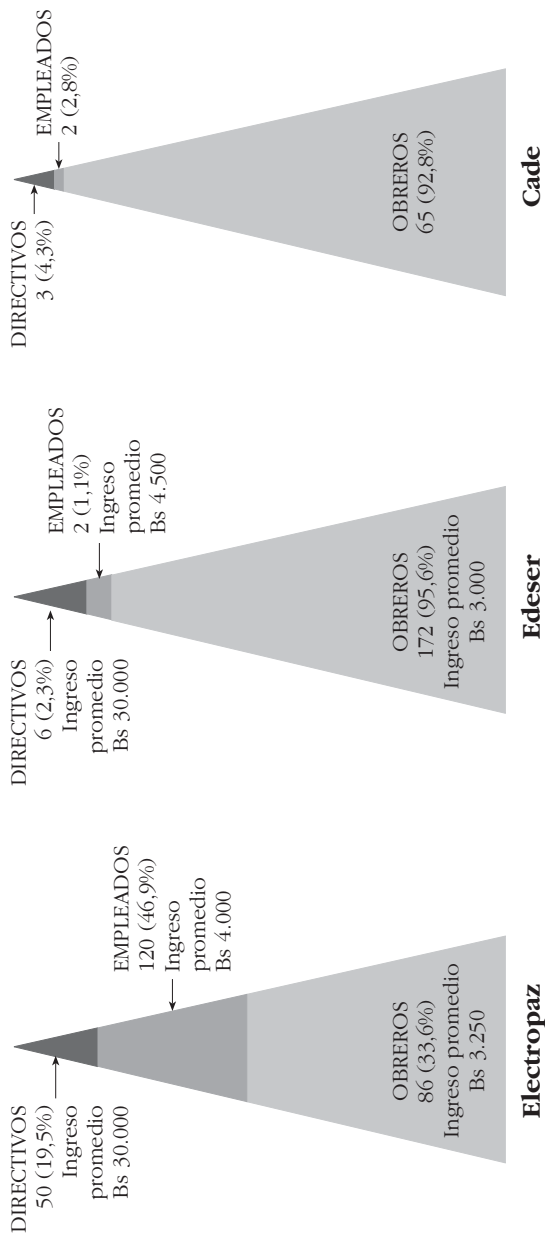 DIRECTIVOS
50 (19,5%)
Ingreso
promedio
Bs 30.000
EMPLEADOS
120 (46,9%)
Ingreso
promedio
Bs 4.000
OBREROS
86 (33,6%)
Ingreso promedio
Bs 3.250
Electropaz
DIRECTIVOS
6 (2,3%)
Ingreso
promedio
Bs 30.000
EMPLEADOS
2 (1,1%)
Ingreso
promedio
Bs 4.500
OBREROS
172 (95,6%)
Ingreso promedio
Bs 3.000
Edeser
DIRECTIVOS
3 (4,3%)
EMPLEADOS
2 (2,8%)
OBREROS
65 (92,8%)
Cade